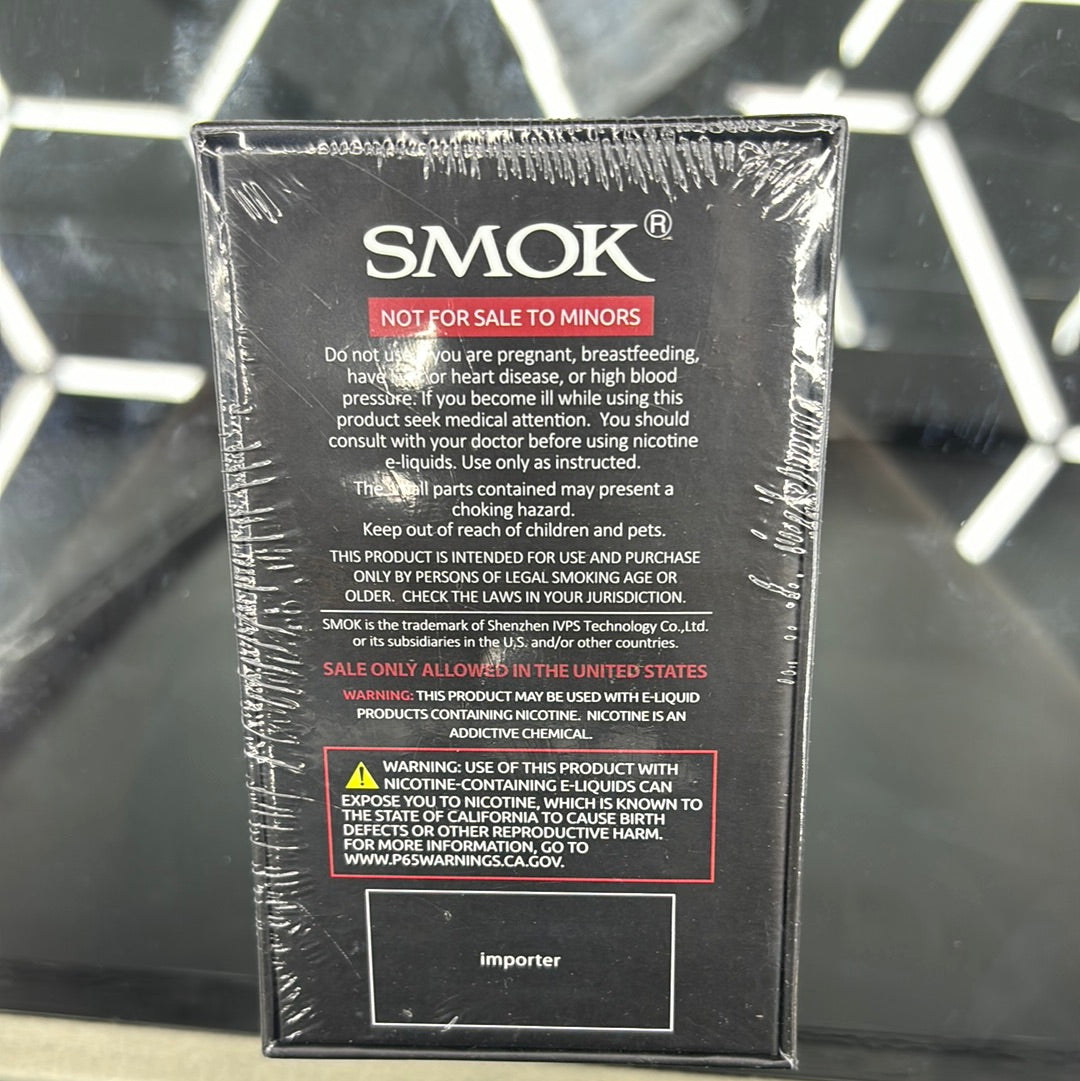 SMOK®
NOT FOR SALE TO MINORS
Do not use you are pregnant, breastfeeding,
have or heart disease, or high blood
pressure. If you become ill while using this
product seek medical attention. You should
consult with your doctor before using nicotine
e-liquids. Use only as instructed.
The small parts contained may present a
choking hazard.
Keep out of reach of children and pets.
THIS PRODUCT IS INTENDED FOR USE AND PURCHASE
ONLY BY PERSONS OF LEGAL SMOKING AGE OR
OLDER. CHECK THE LAWS IN YOUR JURISDICTION.
SMOK is the trademark of Shenzhen IVPS Technology Co.,Ltd.
or its subsidiaries in the U.S. and/or other countries.
SALE ONLY ALLOWED IN THE UNITED STATES
WARNING: THIS PRODUCT MAY BE USED WITH E-LIQUID
PRODUCTS CONTAINING NICOTINE. NICOTINE IS AN
ADDICTIVE CHEMICAL.
WARNING: USE OF THIS PRODUCT WITH
NICOTINE-CONTAINING E-LIQUIDS CAN
EXPOSE YOU TO NICOTINE, WHICH IS KNOWN TO
THE STATE OF CALIFORNIA TO CAUSE BIRTH
DEFECTS OR OTHER REPRODUCTIVE HARM.
FOR MORE INFORMATION, GO TO
WWW.P65WARNINGS.CA.GOV.
importer